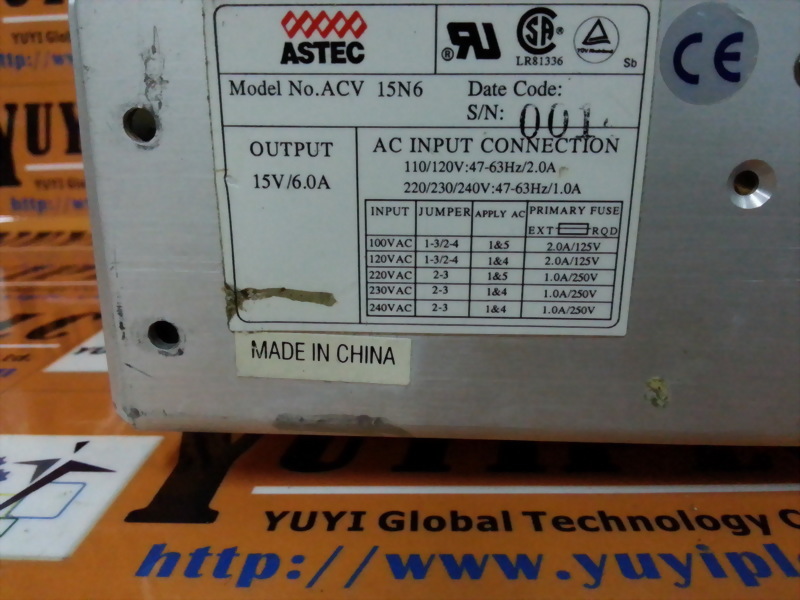 ASTEC
®
LR81336
TÜV Rheinland
Sb
CE
Model No.ACV 15N6
Date Code:
S/N: 001
OUTPUT
15V/6.0A
AC INPUT CONNECTION
110/120V:47-63Hz/2.0A
220/230/240V:47-63Hz/1.0A
INPUT JUMPER APPLY AC PRIMARY FUSE
EXT RQD
100VAC 1-3/2-4 1&5 2.0A/125V
120VAC 1-3/2-4 1&4 2.0A/125V
220VAC 2-3 1&5 1.0A/250V
230VAC 2-3 1&4 1.0A/250V
240VAC 2-3 1&4 1.0A/250V
MADE IN CHINA
YUYI Global Technology C
http://www.yuyipl